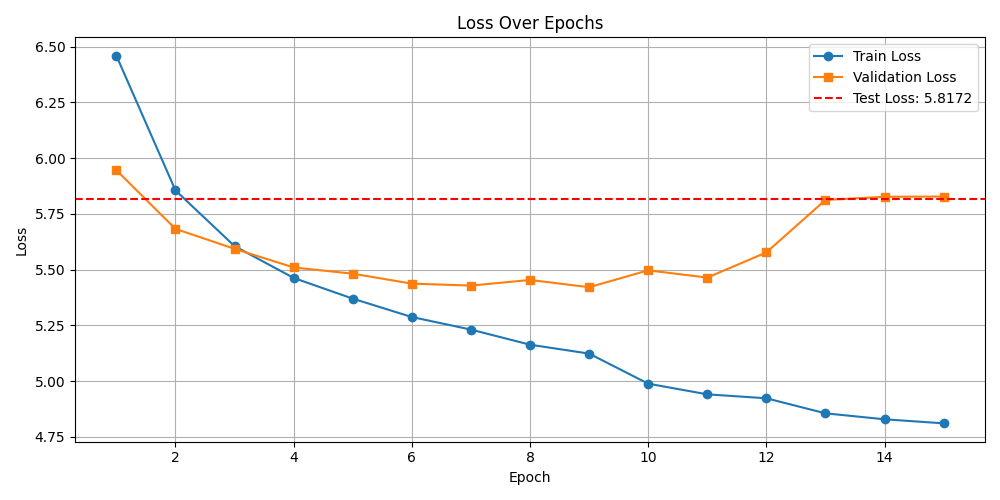 Loss Over Epochs
6.50
6.25
6.00
5.75
5.50
5.25
5.00
4.75
Loss
Train Loss
Validation Loss
Test Loss: 5.8172
2 4 6 8 10 12 14
Epoch